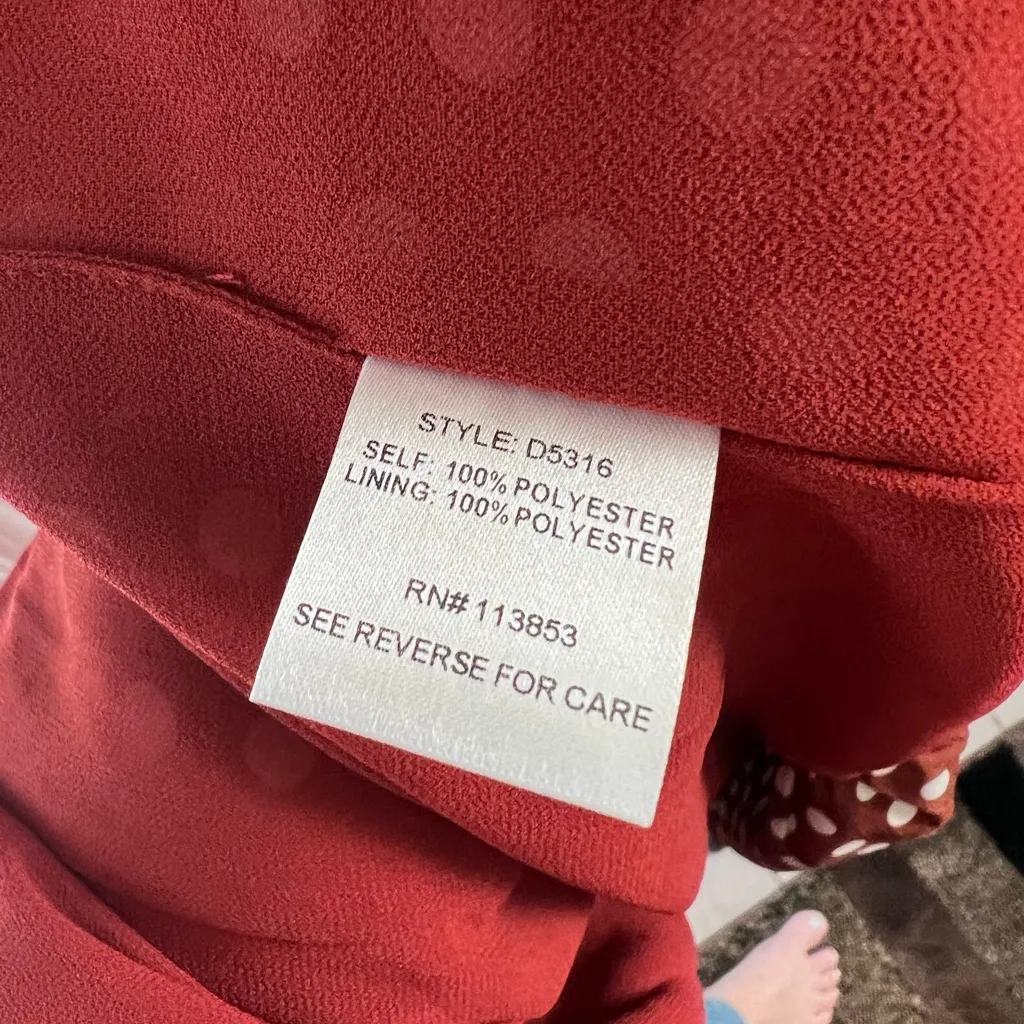 STYLE: D5316
SELF: 100% POLYESTER
LINING: 100% POLYESTER
RN# 113853
SEE REVERSE FOR CARE